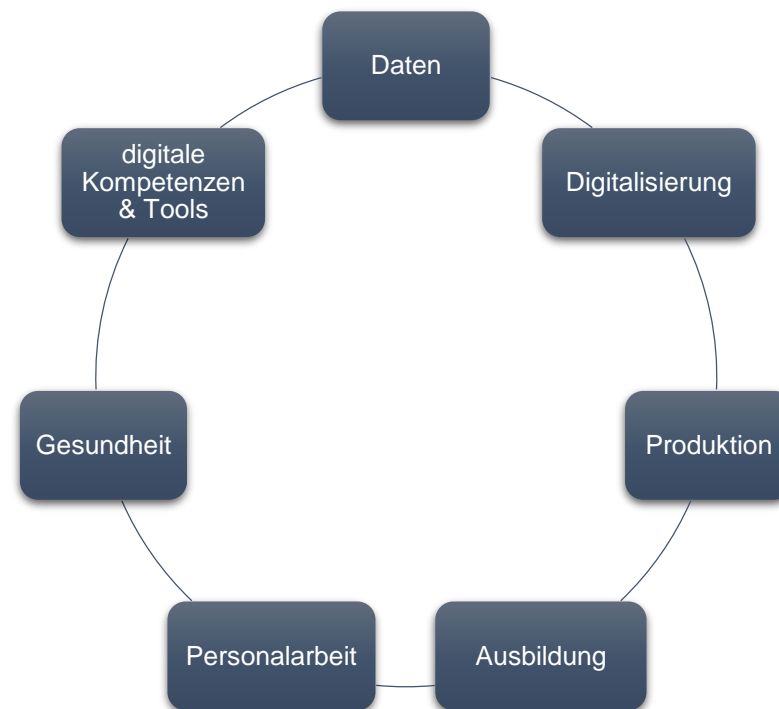 Daten
Digitalisierung
Produktion
Ausbildung
Personalarbeit
Gesundheit
digitale
Kompetenzen
& Tools